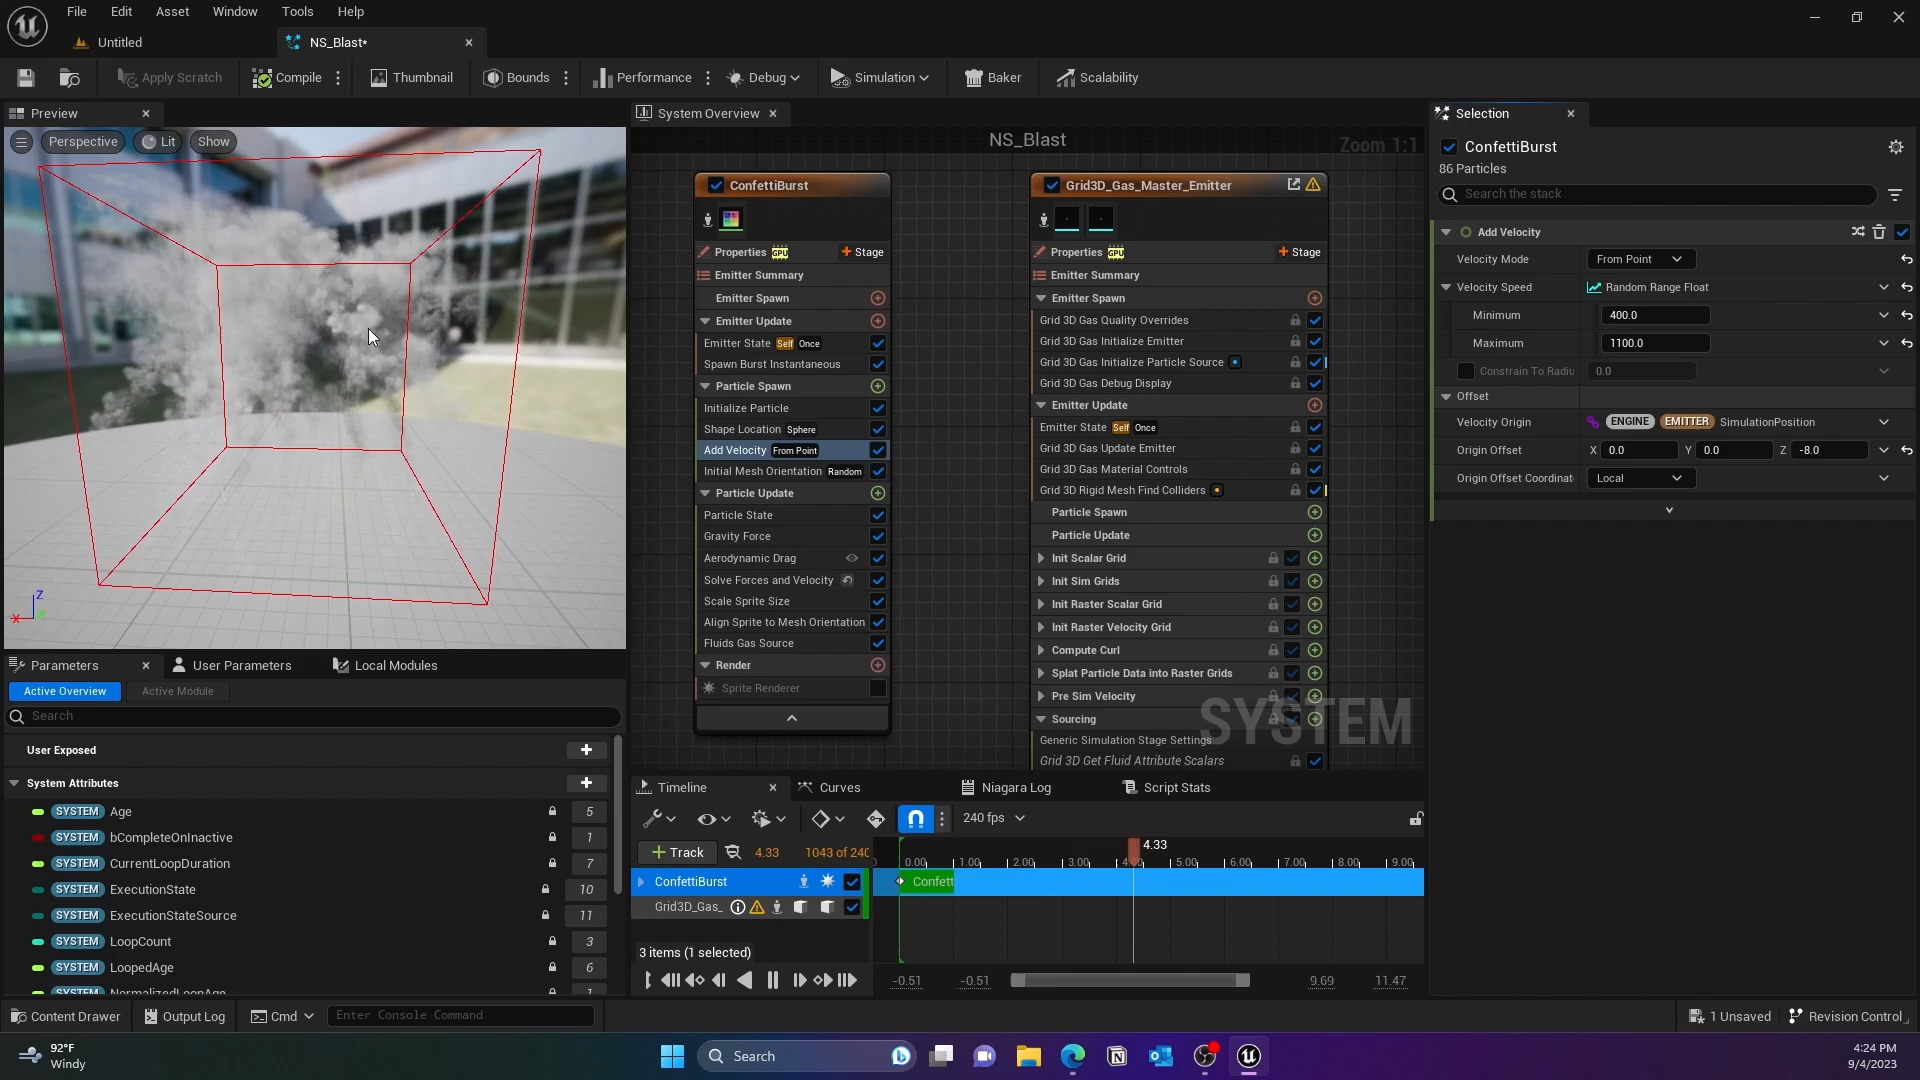 File Edit Asset Window Tools Help
Untitled NS_Blast*
Apply Scratch Compile Thumbnail Bounds Performance Debug Simulation Baker Scalability
Preview
Perspective Lit Show
Z
X
Parameters User Parameters Local Modules
Active Overview Active Module
Search
User Exposed
System Attributes
SYSTEM Age 5
SYSTEM bCompleteOnInactive 1
SYSTEM CurrentLoopDuration 7
SYSTEM ExecutionState 10
SYSTEM ExecutionStateSource 11
SYSTEM LoopCount 3
SYSTEM LoopedAge 6
SYSTEM NormalizedLoopAge 1
System Overview
NS_Blast
Zoom 1:1
ConfettiBurst
Properties GPU + Stage
Emitter Summary
Emitter Spawn
Emitter Update
Emitter State Self Once
Spawn Burst Instantaneous
Particle Spawn
Initialize Particle
Shape Location Sphere
Add Velocity From Point
Initial Mesh Orientation Random
Particle Update
Particle State
Gravity Force
Aerodynamic Drag
Solve Forces and Velocity
Scale Sprite Size
Align Sprite to Mesh Orientation
Fluids Gas Source
Render
Sprite Renderer
Grid3D_Gas_Master_Emitter
Properties GPU + Stage
Emitter Summary
Emitter Spawn
Grid 3D Gas Quality Overrides
Grid 3D Gas Initialize Emitter
Grid 3D Gas Initialize Particle Source
Grid 3D Gas Debug Display
Emitter Update
Emitter State Self Once
Grid 3D Gas Update Emitter
Grid 3D Gas Material Controls
Grid 3D Rigid Mesh Find Colliders
Particle Spawn
Particle Update
Init Scalar Grid
Init Sim Grids
Init Raster Scalar Grid
Init Raster Velocity Grid
Compute Curl
Splat Particle Data into Raster Grids
Pre Sim Velocity
Sourcing
Generic Simulation Stage Settings
Grid 3D Get Fluid Attribute Scalars
SYSTEM
Timeline Curves Niagara Log Script Stats
240 fps
+ Track 4.33 1043 of 240
4.33
0.00 1.00 2.00 3.00 4.00 5.00 6.00 7.00 8.00 9.00
ConfettiBurst Confett
Grid3D_Gas_
3 items (1 selected)
-0.51 -0.51 9.69 11.47
Selection
ConfettiBurst
86 Particles
Search the stack
Add Velocity
Velocity Mode From Point
Velocity Speed Random Range Float
Minimum 400.0
Maximum 1100.0
Constrain To Radiu 0.0
Offset
Velocity Origin ENGINE EMITTER SimulationPosition
Origin Offset X 0.0 Y 0.0 Z -8.0
Origin Offset Coordinat Local
Content Drawer Output Log Cmd Enter Console Command 1 Unsaved Revision Control
92°F
Windy
Search
4:24 PM
9/4/2023